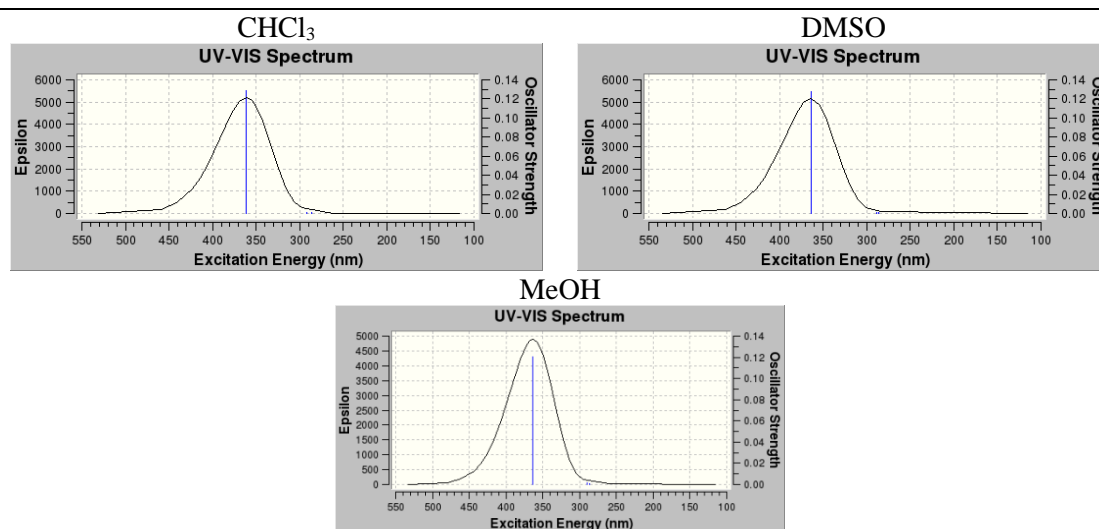 CHCl₃
UV-VIS Spectrum
6000
5000
4000
3000
2000
1000
0
Epsilon
0.14
0.12
0.10
0.08
0.06
0.04
0.02
0.00
Oscillator Strength
550 500 450 400 350 300 250 200 150 100
Excitation Energy (nm)
DMSO
UV-VIS Spectrum
6000
5000
4000
3000
2000
1000
0
Epsilon
0.14
0.12
0.10
0.08
0.06
0.04
0.02
0.00
Oscillator Strength
550 500 450 400 350 300 250 200 150 100
Excitation Energy (nm)
MeOH
UV-VIS Spectrum
5000
4500
4000
3500
3000
2500
2000
1500
1000
500
0
Epsilon
0.14
0.12
0.10
0.08
0.06
0.04
0.02
0.00
Oscillator Strength
550 500 450 400 350 300 250 200 150 100
Excitation Energy (nm)